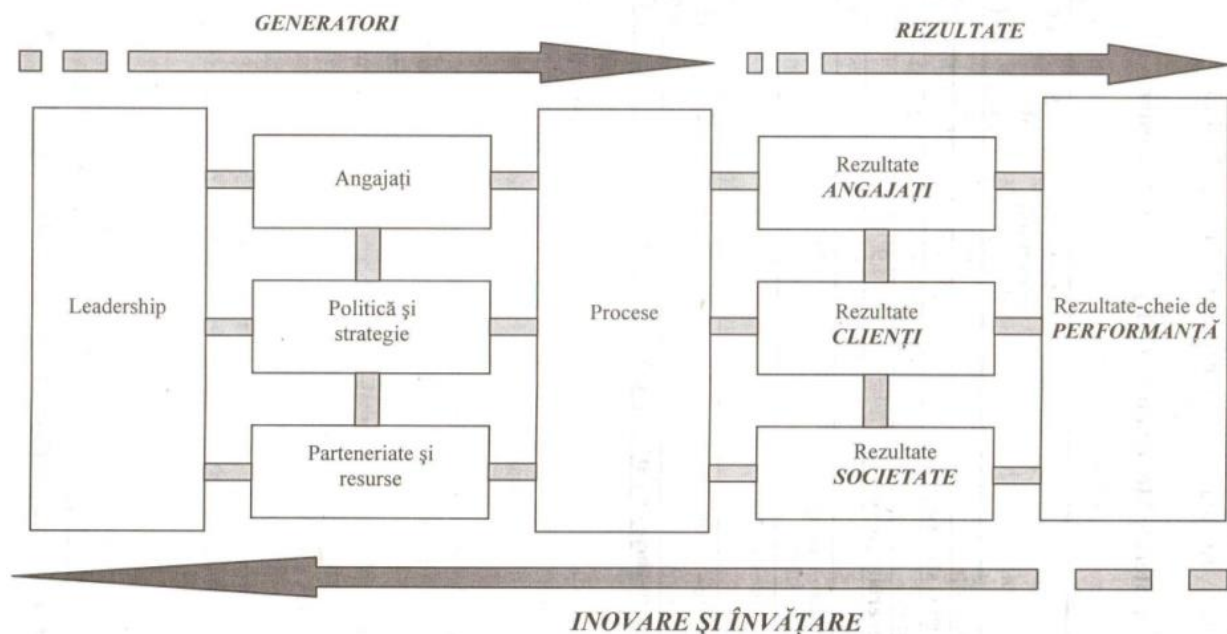 GENERATORI
REZULTATE
Leadership
Angajați
Politică și
strategie
Parteneriate și
resurse
Procese
Rezultate
ANGAJAȚI
Rezultate
CLIENȚI
Rezultate
SOCIETATE
Rezultate-cheie de
PERFORMANȚĂ
INOVARE ȘI ÎNVĂȚARE